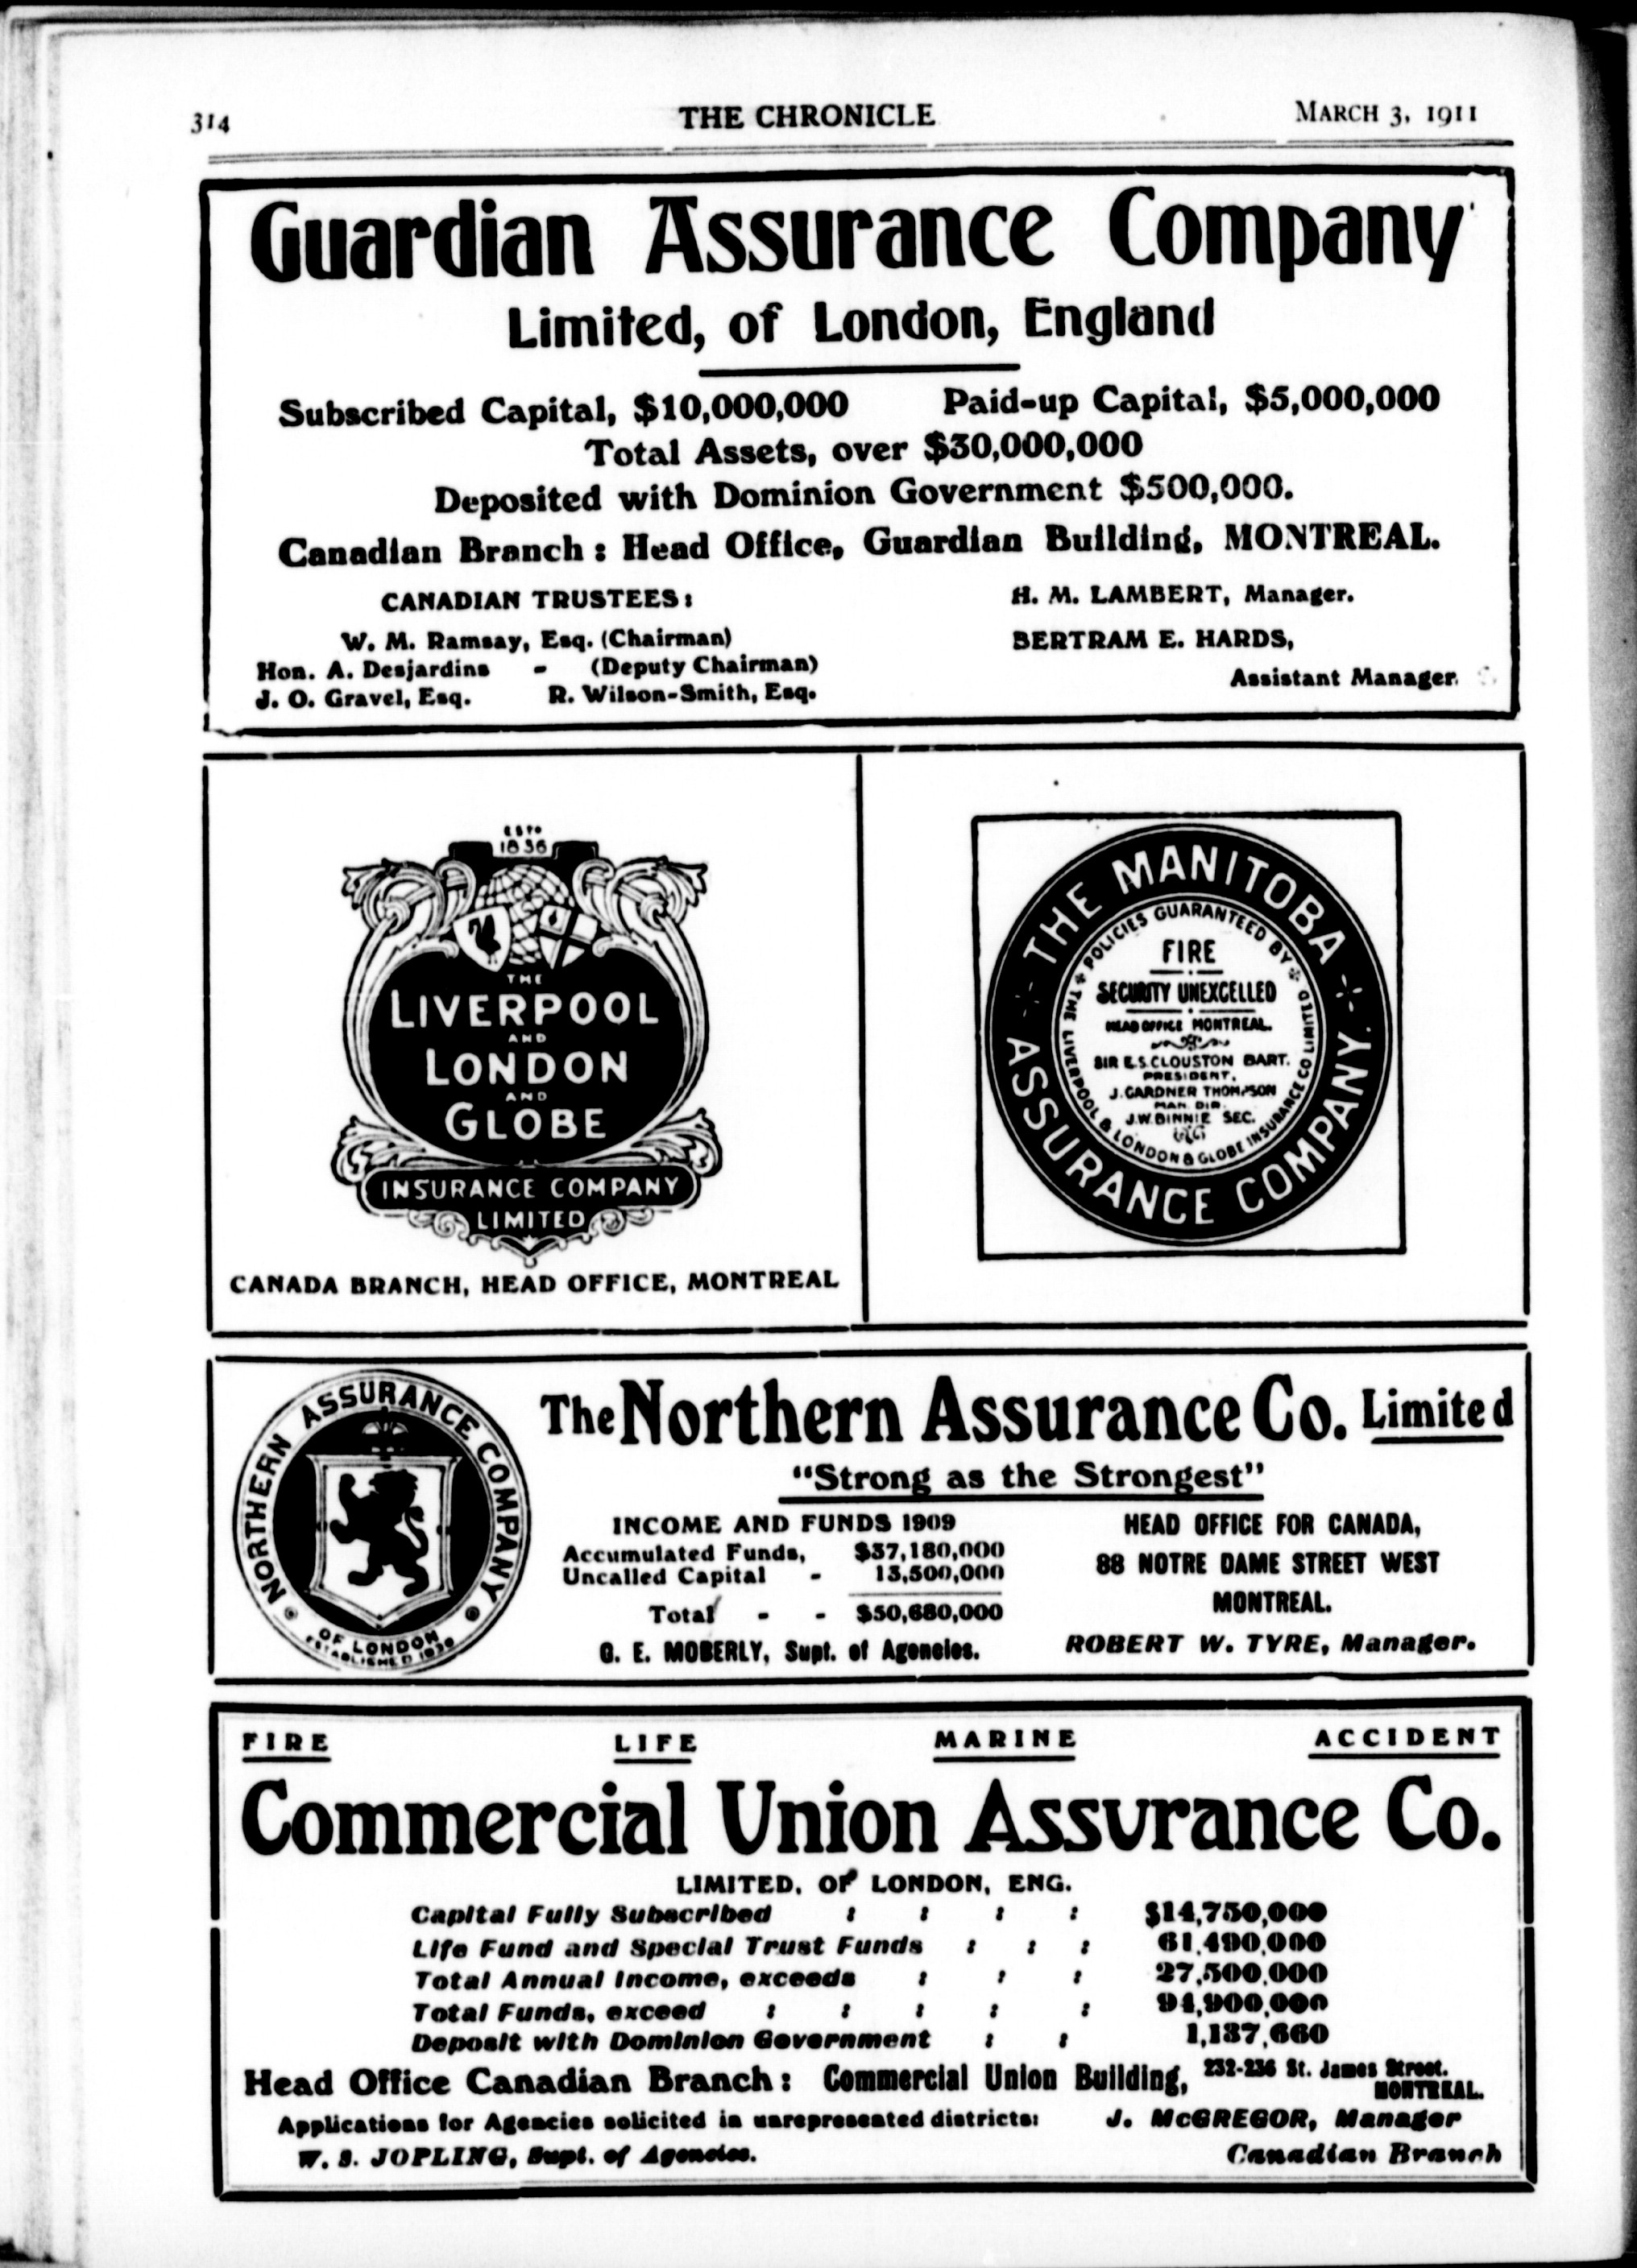 314 THE CHRONICLE MARCH 3, 1911
Guardian Assurance Company
Limited, of London, England
Subscribed Capital, $10,000,000 Paid-up Capital, $5,000,000
Total Assets, over $30,000,000
Deposited with Dominion Government $500,000.
Canadian Branch : Head Office, Guardian Building, MONTREAL.
CANADIAN TRUSTEES :
W. M. Ramsay, Esq. (Chairman)
Hon. A. Desjardins - (Deputy Chairman)
J. O. Gravel, Esq. R. Wilson-Smith, Esq.
H. M. LAMBERT, Manager.
BERTRAM E. HARDS,
Assistant Manager.
ESTD
1836
THE
LIVERPOOL
AND
LONDON
AND
GLOBE
INSURANCE COMPANY
LIMITED
CANADA BRANCH, HEAD OFFICE, MONTREAL
THE MANITOBA
ASSURANCE COMPANY.
POLICIES GUARANTEED BY
THE LIVERPOOL & LONDON & GLOBE INSURANCE CO LIMITED
FIRE
SECURITY UNEXCELLED
HEAD OFFICE MONTREAL.
SIR E.S. CLOUSTON BART.
PRESIDENT,
J. GARDNER THOMPSON
MAN. DIR.
J.W. BINNIE SEC.
NORTHERN ASSURANCE COMPANY
OF LONDON
ESTABLISHED 1836
The Northern Assurance Co. Limited
"Strong as the Strongest"
INCOME AND FUNDS 1909
Accumulated Funds, $37,180,000
Uncalled Capital - 13,500,000
Total - - $50,680,000
G. E. MOBERLY, Supt. of Agencies.
HEAD OFFICE FOR CANADA,
88 NOTRE DAME STREET WEST
MONTREAL.
ROBERT W. TYRE, Manager.
FIRE LIFE MARINE ACCIDENT
Commercial Union Assurance Co.
LIMITED, OF LONDON, ENG.
Capital Fully Subscribed : : : : $14,750,000
Life Fund and Special Trust Funds : : : 61,490,000
Total Annual Income, exceeds : : : 27,500,000
Total Funds, exceed : : : : : 94,900,000
Deposit with Dominion Government : : 1,137,660
Head Office Canadian Branch : Commercial Union Building, 232-236 St. James Street.
MONTREAL.
Applications for Agencies solicited in unrepresented districts: J. McGREGOR, Manager
W. S. JOPLING, Supt. of Agencies. Canadian Branch